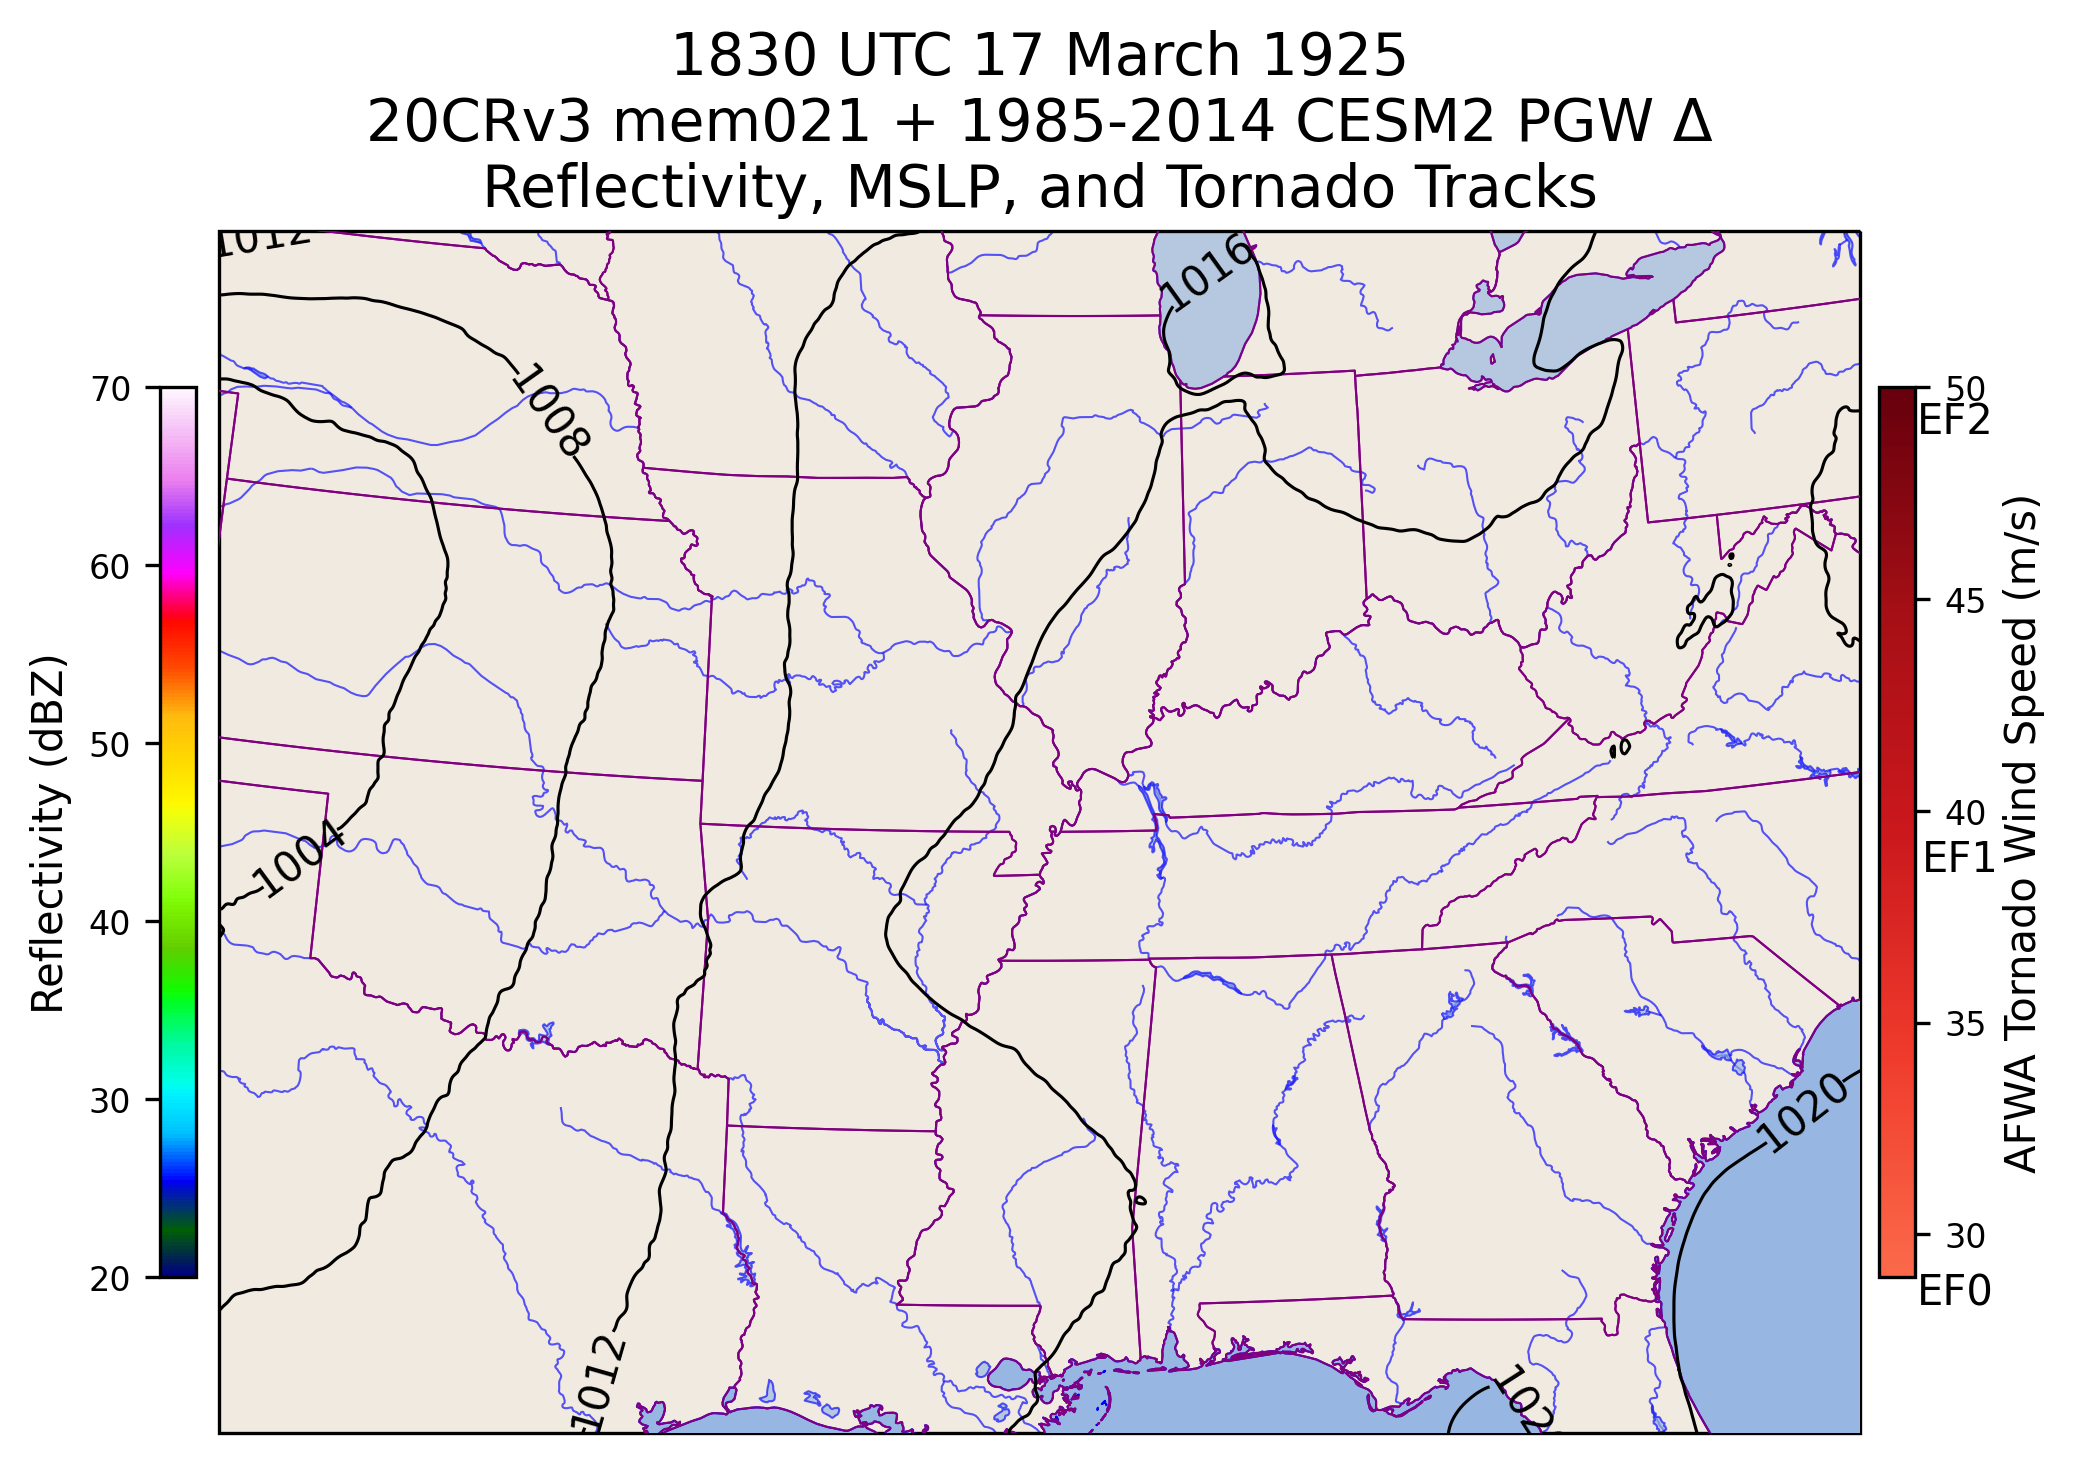 1830 UTC 17 March 1925
20CRv3 mem021 + 1985-2014 CESM2 PGW Δ
Reflectivity, MSLP, and Tornado Tracks
1012
1016
1008
1004
1020
1012
102
70
60
50
40
30
20
Reflectivity (dBZ)
50
EF2
45
40
EF1
35
30
EF0
AFWA Tornado Wind Speed (m/s)